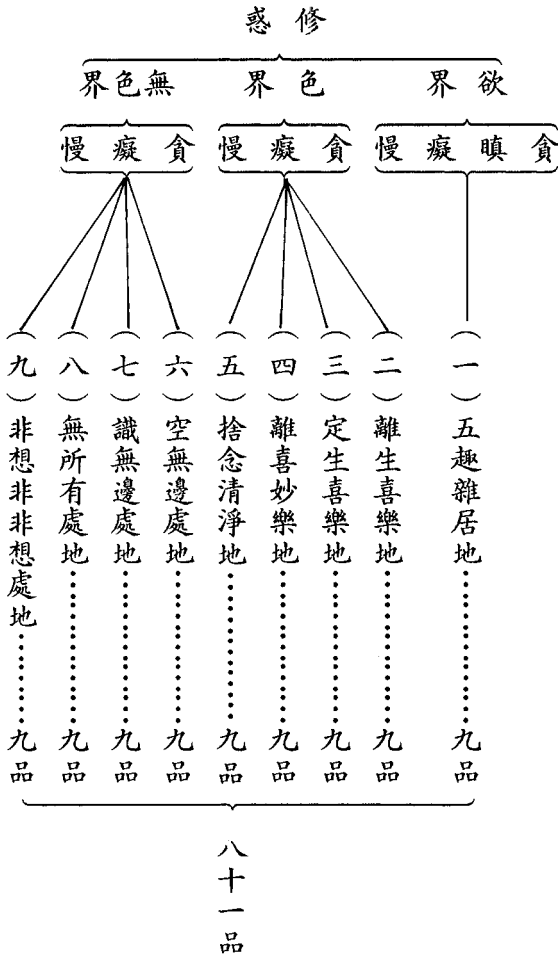 修惑
欲界
色界
無色界
貪瞋癡慢
貪癡慢
貪癡慢
(一)五趣雜居地………九品
(二)離生喜樂地………九品
(三)定生喜樂地………九品
(四)離喜妙樂地………九品
(五)捨念清淨地………九品
(六)空無邊處地………九品
(七)識無邊處地………九品
(八)無所有處地………九品
(九)非想非非想處地………九品
八十一品